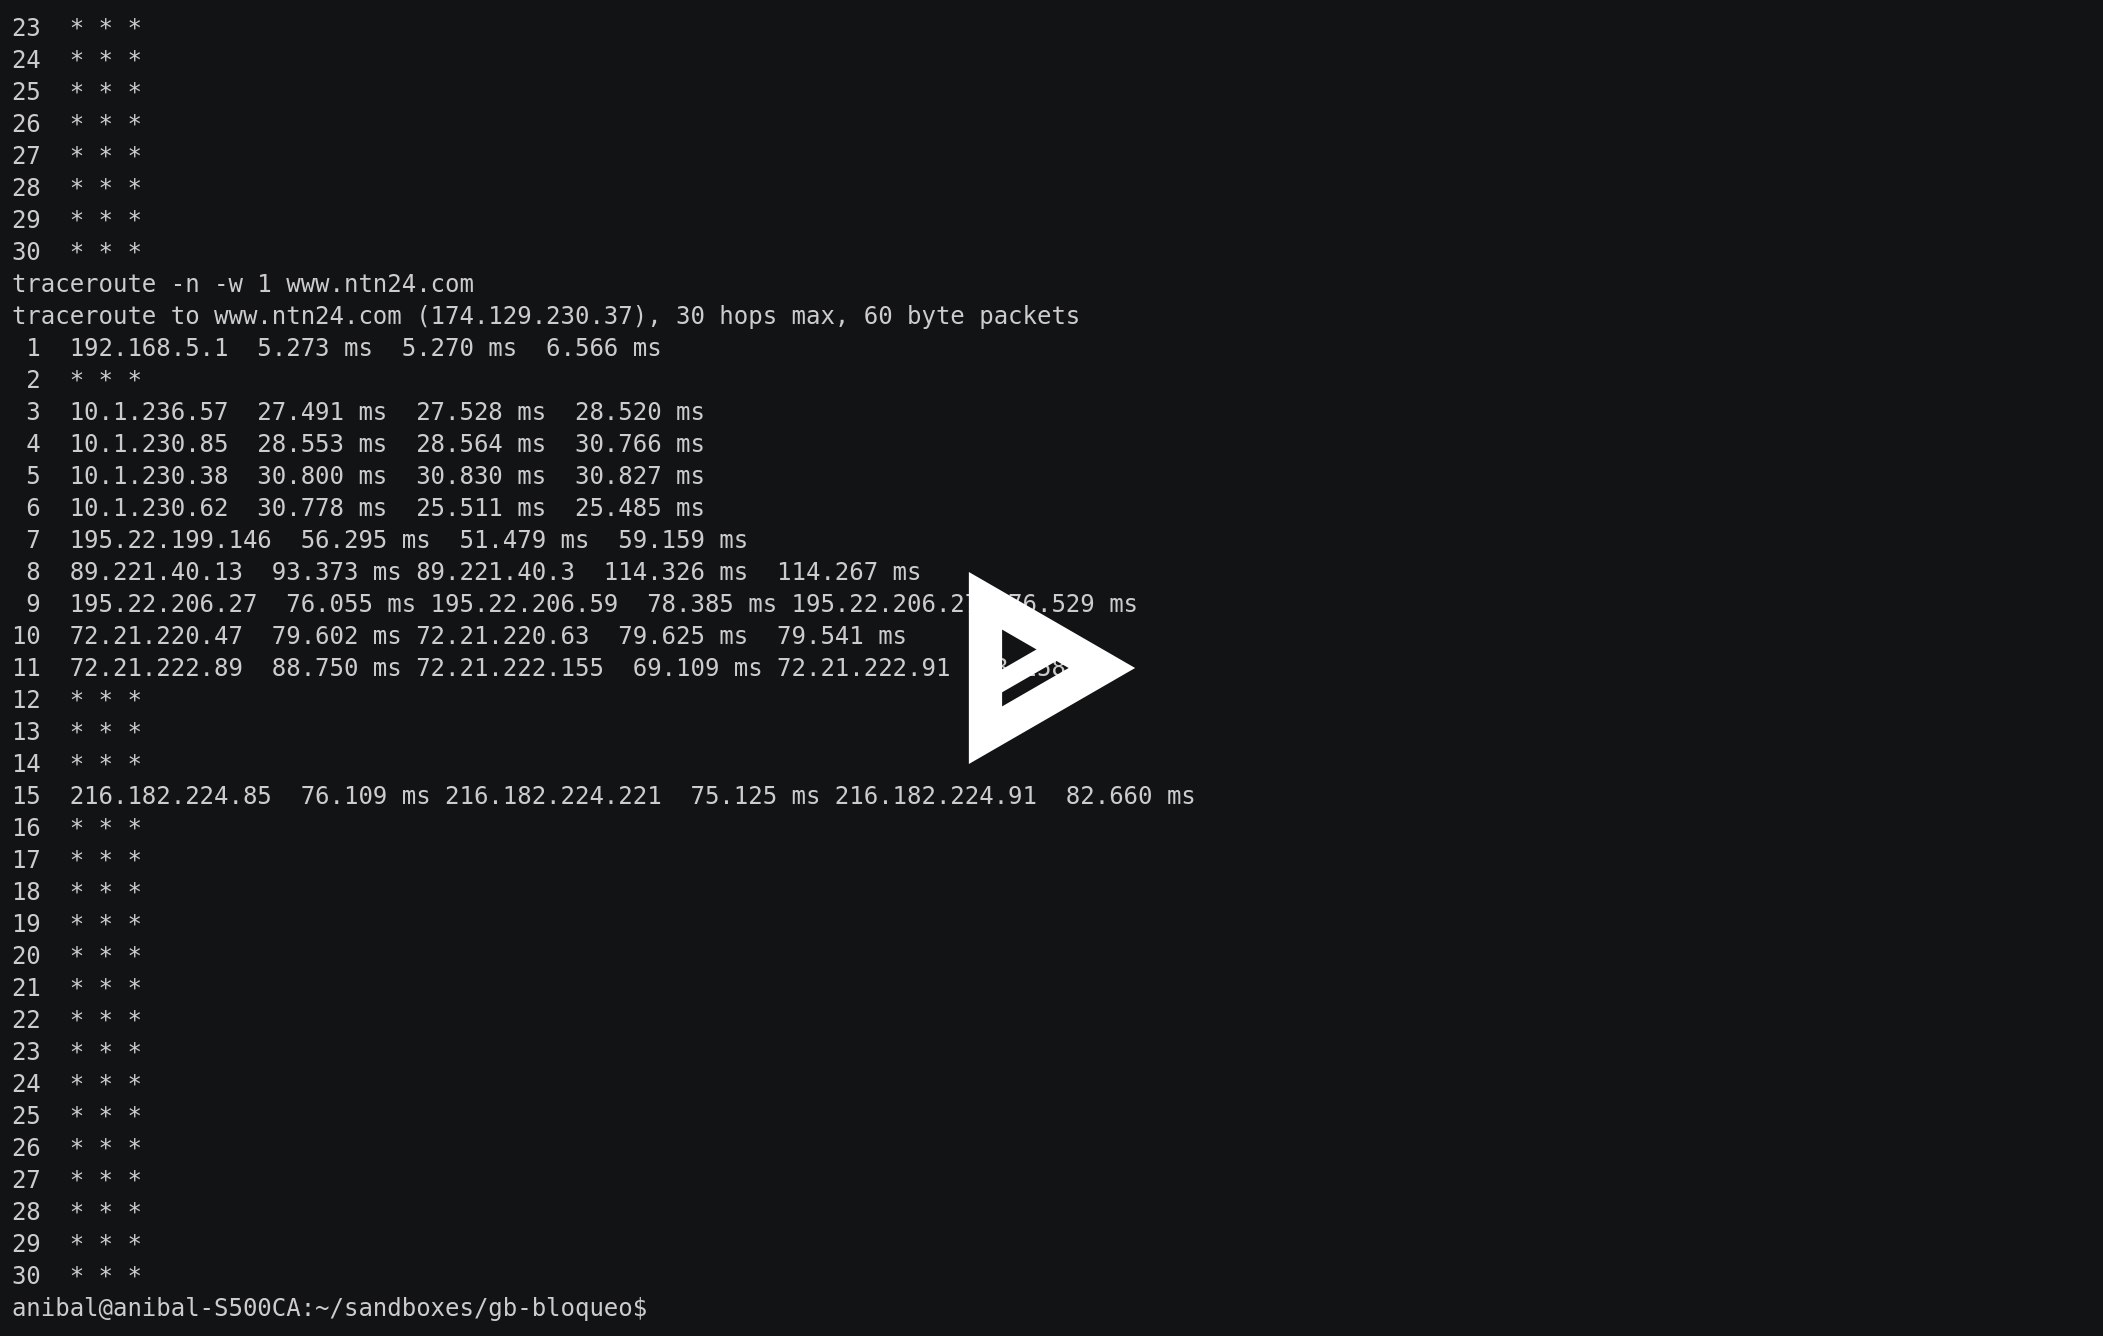 23  * * *
24  * * *
25  * * *
26  * * *
27  * * *
28  * * *
29  * * *
30  * * *
traceroute -n -w 1 www.ntn24.com
traceroute to www.ntn24.com (174.129.230.37), 30 hops max, 60 byte packets
 1  192.168.5.1  5.273 ms  5.270 ms  6.566 ms
 2  * * *
 3  10.1.236.57  27.491 ms  27.528 ms  28.520 ms
 4  10.1.230.85  28.553 ms  28.564 ms  30.766 ms
 5  10.1.230.38  30.800 ms  30.830 ms  30.827 ms
 6  10.1.230.62  30.778 ms  25.511 ms  25.485 ms
 7  195.22.199.146  56.295 ms  51.479 ms  59.159 ms
 8  89.221.40.13  93.373 ms 89.221.40.3  114.326 ms  114.267 ms
 9  195.22.206.27  76.055 ms 195.22.206.59  78.385 ms 195.22.206.27  76.529 ms
10  72.21.220.47  79.602 ms 72.21.220.63  79.625 ms  79.541 ms
11  72.21.222.89  88.750 ms 72.21.222.155  69.109 ms 72.21.222.91
12  * * *
13  * * *
14  * * *
15  216.182.224.85  76.109 ms 216.182.224.221  75.125 ms 216.182.224.91  82.660 ms
16  * * *
17  * * *
18  * * *
19  * * *
20  * * *
21  * * *
22  * * *
23  * * *
24  * * *
25  * * *
26  * * *
27  * * *
28  * * *
29  * * *
30  * * *
anibal@anibal-S500CA:~/sandboxes/gb-bloqueo$